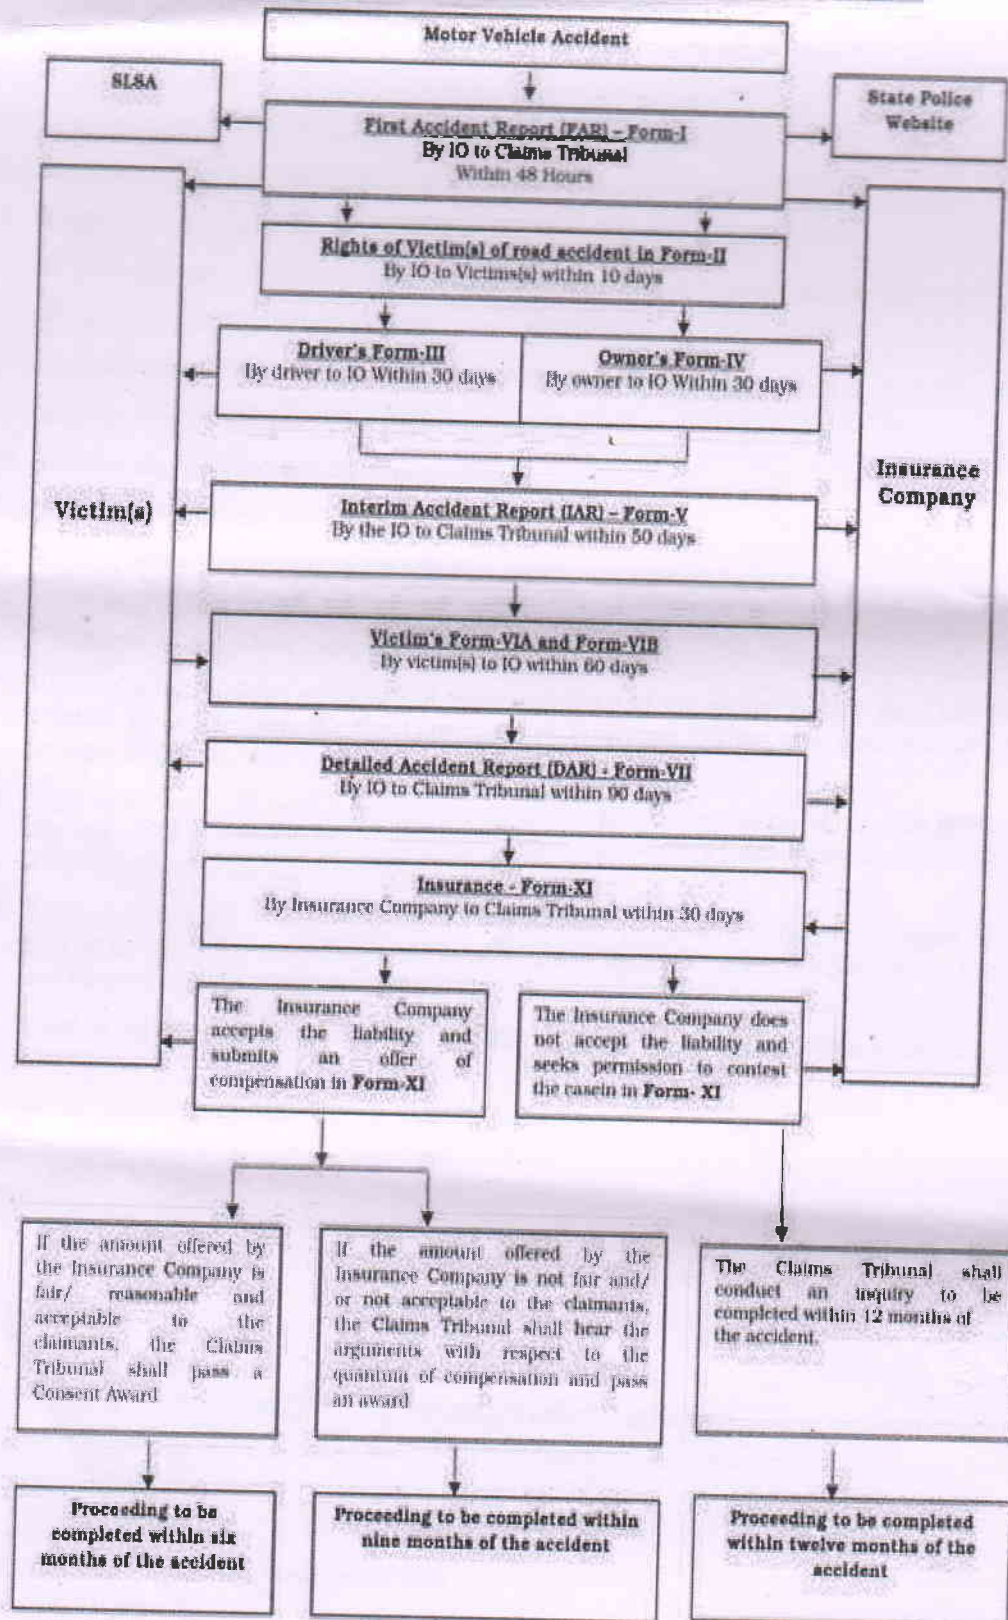 Motor Vehicle Accident
SLSA
State Police
Website
First Accident Report (FAR) – Form-I
By IO to Claims Tribunal
Within 48 Hours
Rights of Victim(s) of road accident in Form-II
By IO to Victims(s) within 10 days
Driver's Form-III
By driver to IO Within 30 days
Owner's Form-IV
By owner to IO Within 30 days
Victim(s)
Insurance
Company
Interim Accident Report (IAR) – Form-V
By the IO to Claims Tribunal within 50 days
Victim's Form-VIA and Form-VIB
By victim(s) to IO within 60 days
Detailed Accident Report (DAR) - Form-VII
By IO to Claims Tribunal within 90 days
Insurance - Form-XI
By Insurance Company to Claims Tribunal within 30 days
The Insurance Company
accepts the liability and
submits an offer of
compensation in Form-XI
The Insurance Company does
not accept the liability and
seeks permission to contest
the casein in Form- XI
If the amount offered by
the Insurance Company is
fair/ reasonable and
acceptable to the
claimants, the Claims
Tribunal shall pass a
Consent Award
If the amount offered by the
Insurance Company is not fair and/
or not acceptable to the claimants,
the Claims Tribunal shall hear the
arguments with respect to the
quantum of compensation and pass
an award
The Claims Tribunal shall
conduct an inquiry to be
completed within 12 months of
the accident.
Proceeding to be
completed within six
months of the accident
Proceeding to be completed within
nine months of the accident
Proceeding to be completed
within twelve months of the
accident